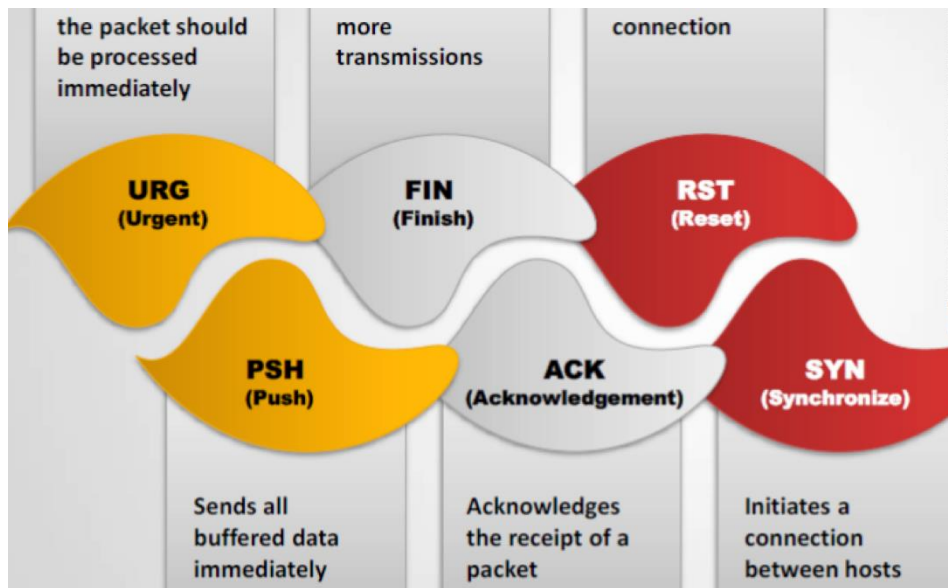 the packet should
be processed
immediately
more
transmissions
connection
URG
(Urgent)
FIN
(Finish)
RST
(Reset)
PSH
(Push)
ACK
(Acknowledgement)
SYN
(Synchronize)
Sends all
buffered data
immediately
Acknowledges
the receipt of a
packet
Initiates a
connection
between hosts